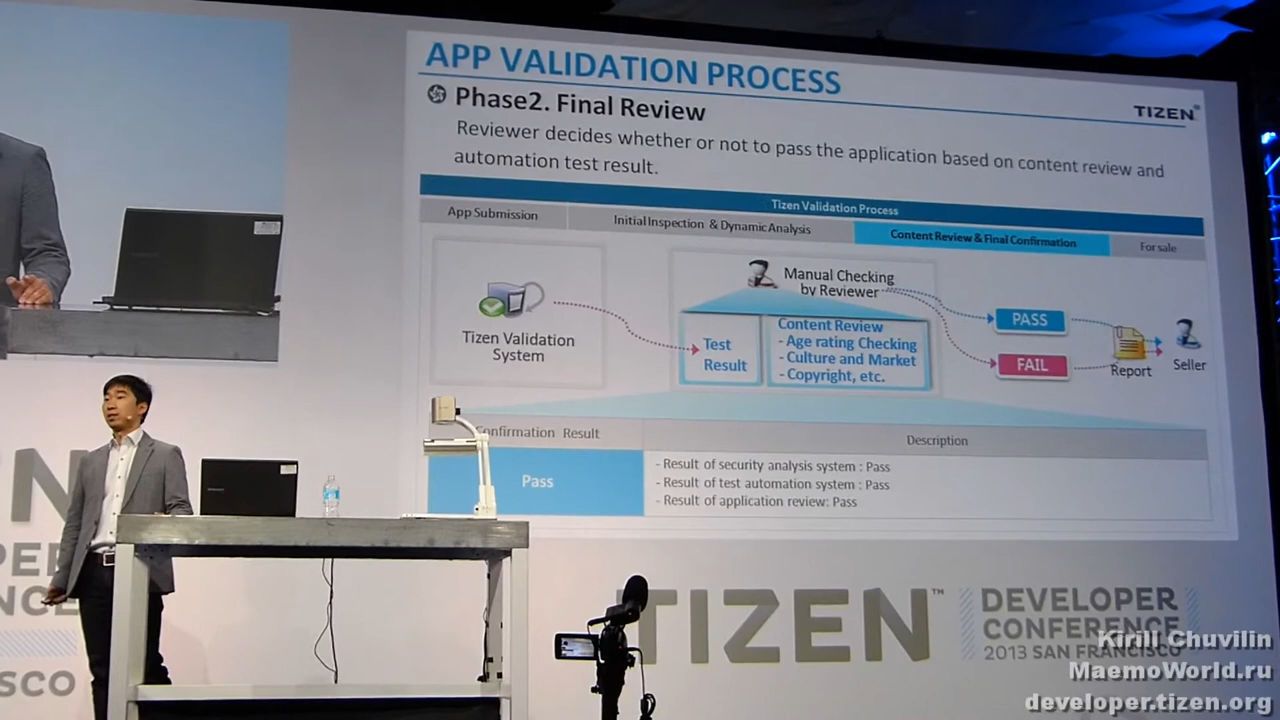 APP VALIDATION PROCESS
Phase2. Final Review
TIZEN
Reviewer decides whether or not to pass the application based on content review and
automation test result.
Tizen Validation Process
App Submission
Initial Inspection & Dynamic Analysis
Content Review & Final Confirmation
For sale
Manual Checking
by Reviewer
Tizen Validation
System
Test
Result
Content Review
- Age rating Checking
- Culture and Market
- Copyright, etc.
PASS
FAIL
Report
Seller
Confirmation Result
Description
Pass
- Result of security analysis system : Pass
- Result of test automation system : Pass
- Result of application review: Pass
EN
PEE
NCE
SCO
TIZEN™
DEVELOPER
CONFERENCE
2013 SAN FRANCISCO
Kirill Chuvilin
MaemoWorld.ru
developer.tizen.org